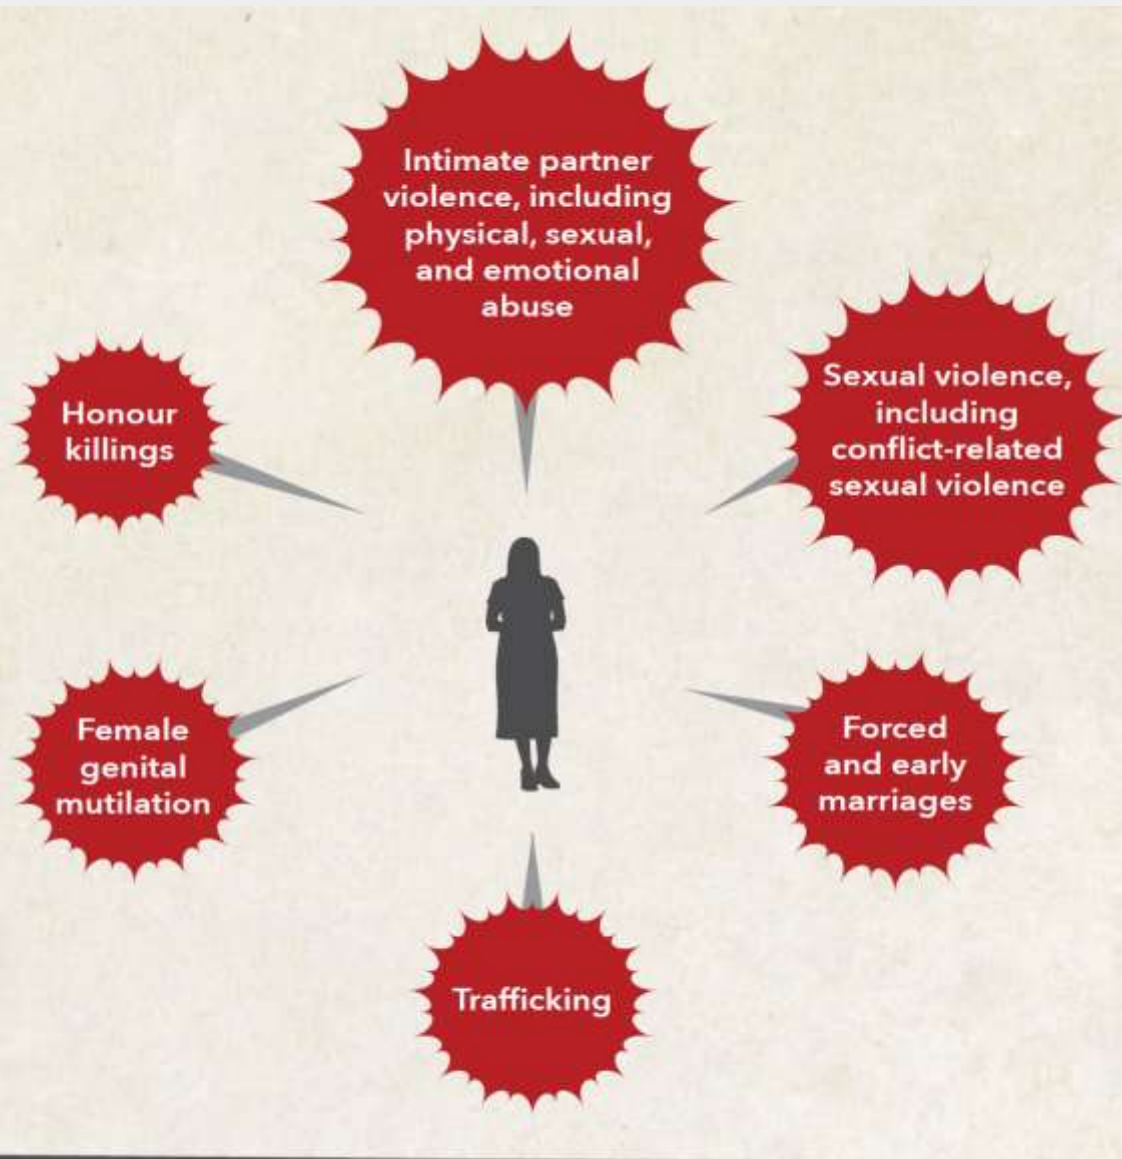 Intimate partner
violence, including
physical, sexual,
and emotional
abuse
Sexual violence,
including
conflict-related
sexual violence
Honour
killings
Female
genital
mutilation
Forced
and early
marriages
Trafficking